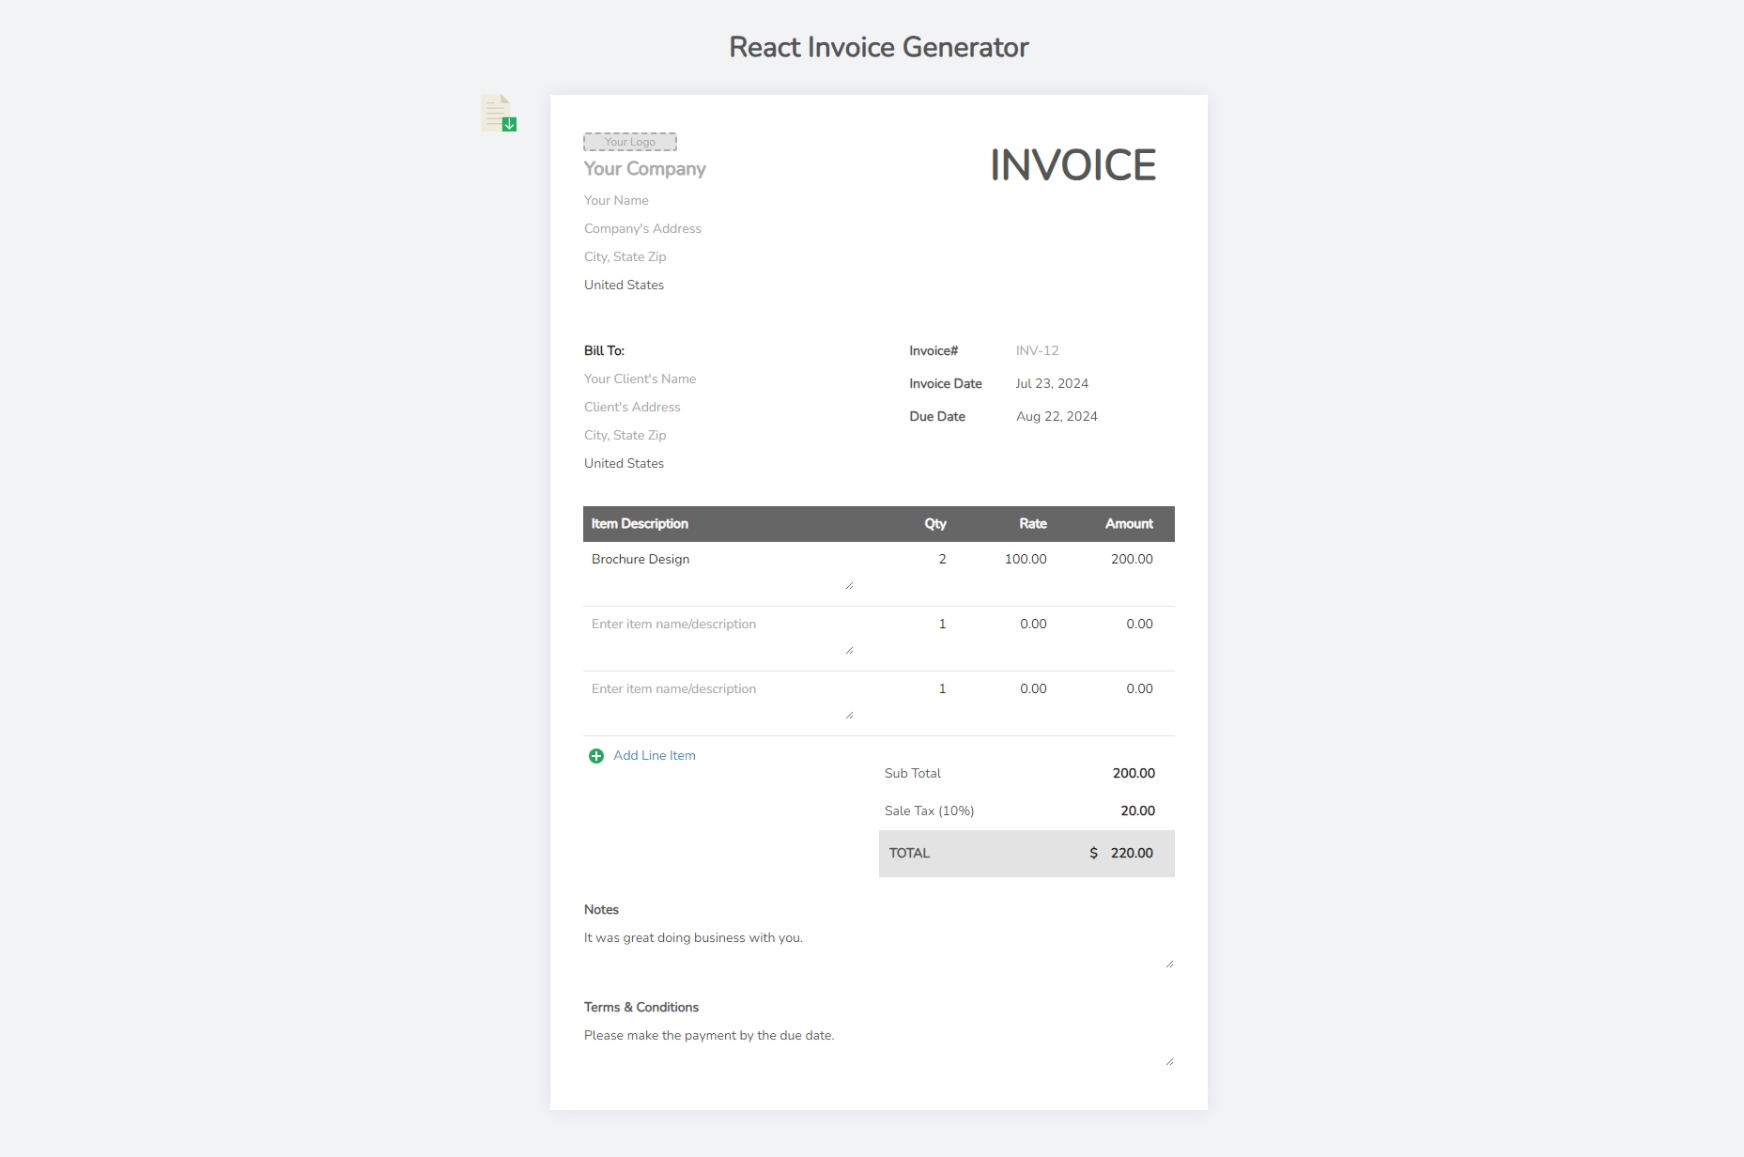 React Invoice Generator
Your Logo
Your Company
INVOICE
Your Name
Company's Address
City, State Zip
United States
Bill To:
Your Client's Name
Client's Address
City, State Zip
United States
Invoice# INV-12
Invoice Date Jul 23, 2024
Due Date Aug 22, 2024
Item Description Qty Rate Amount
Brochure Design 2 100.00 200.00
Enter item name/description 1 0.00 0.00
Enter item name/description 1 0.00 0.00
Add Line Item
Sub Total 200.00
Sale Tax (10%) 20.00
TOTAL $ 220.00
Notes
It was great doing business with you.
Terms & Conditions
Please make the payment by the due date.